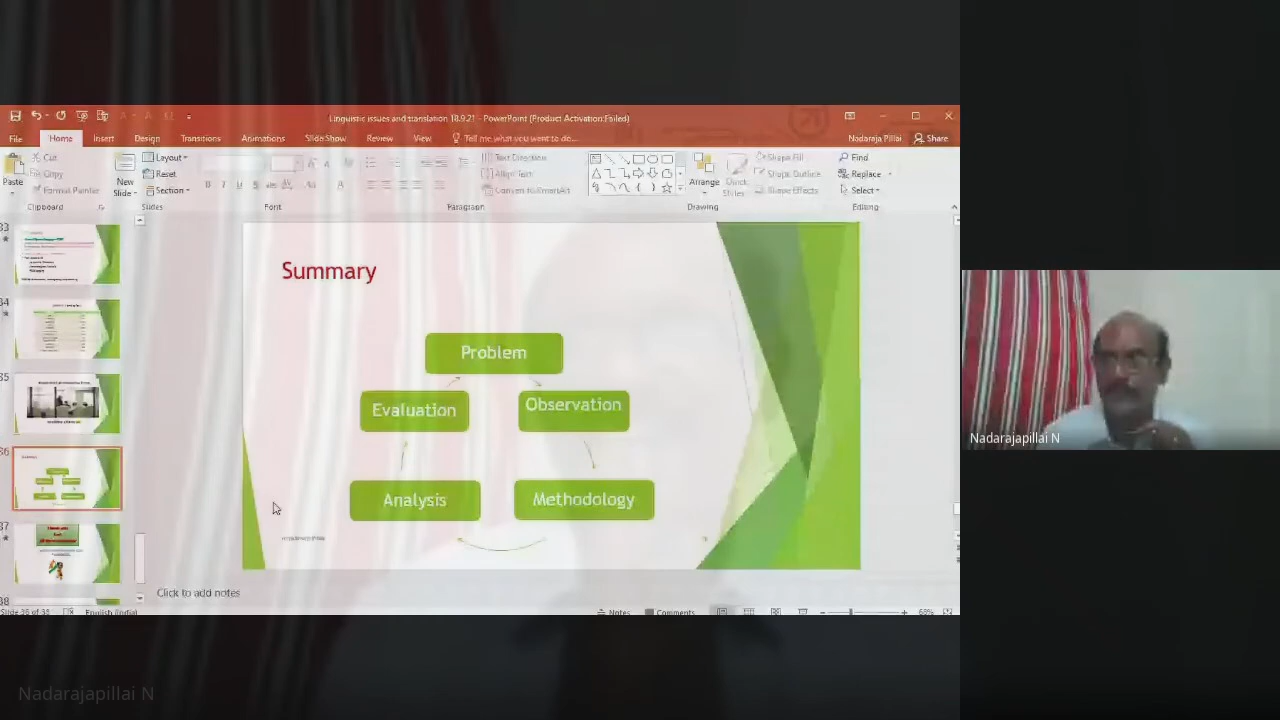 Linguistic issues and translation 18.9.21 - PowerPoint (Product Activation Failed)
File Home Insert Design Transitions Animations Slide Show Review View Tell me what you want to do... Nadaraja Pillai Share
Cut
Copy
Format Painter
Paste
New
Slide
Layout
Reset
Section
Text Direction
Align Text
Convert to SmartArt
Arrange
Quick
Styles
Shape Fill
Shape Outline
Shape Effects
Find
Replace
Select
Clipboard Slides Font Paragraph Drawing Editing
Summary
Problem
Evaluation
Observation
Analysis
Methodology
Click to add notes
English (India)
Notes Comments 68%
Nadarajapillai N
Nadarajapillai N